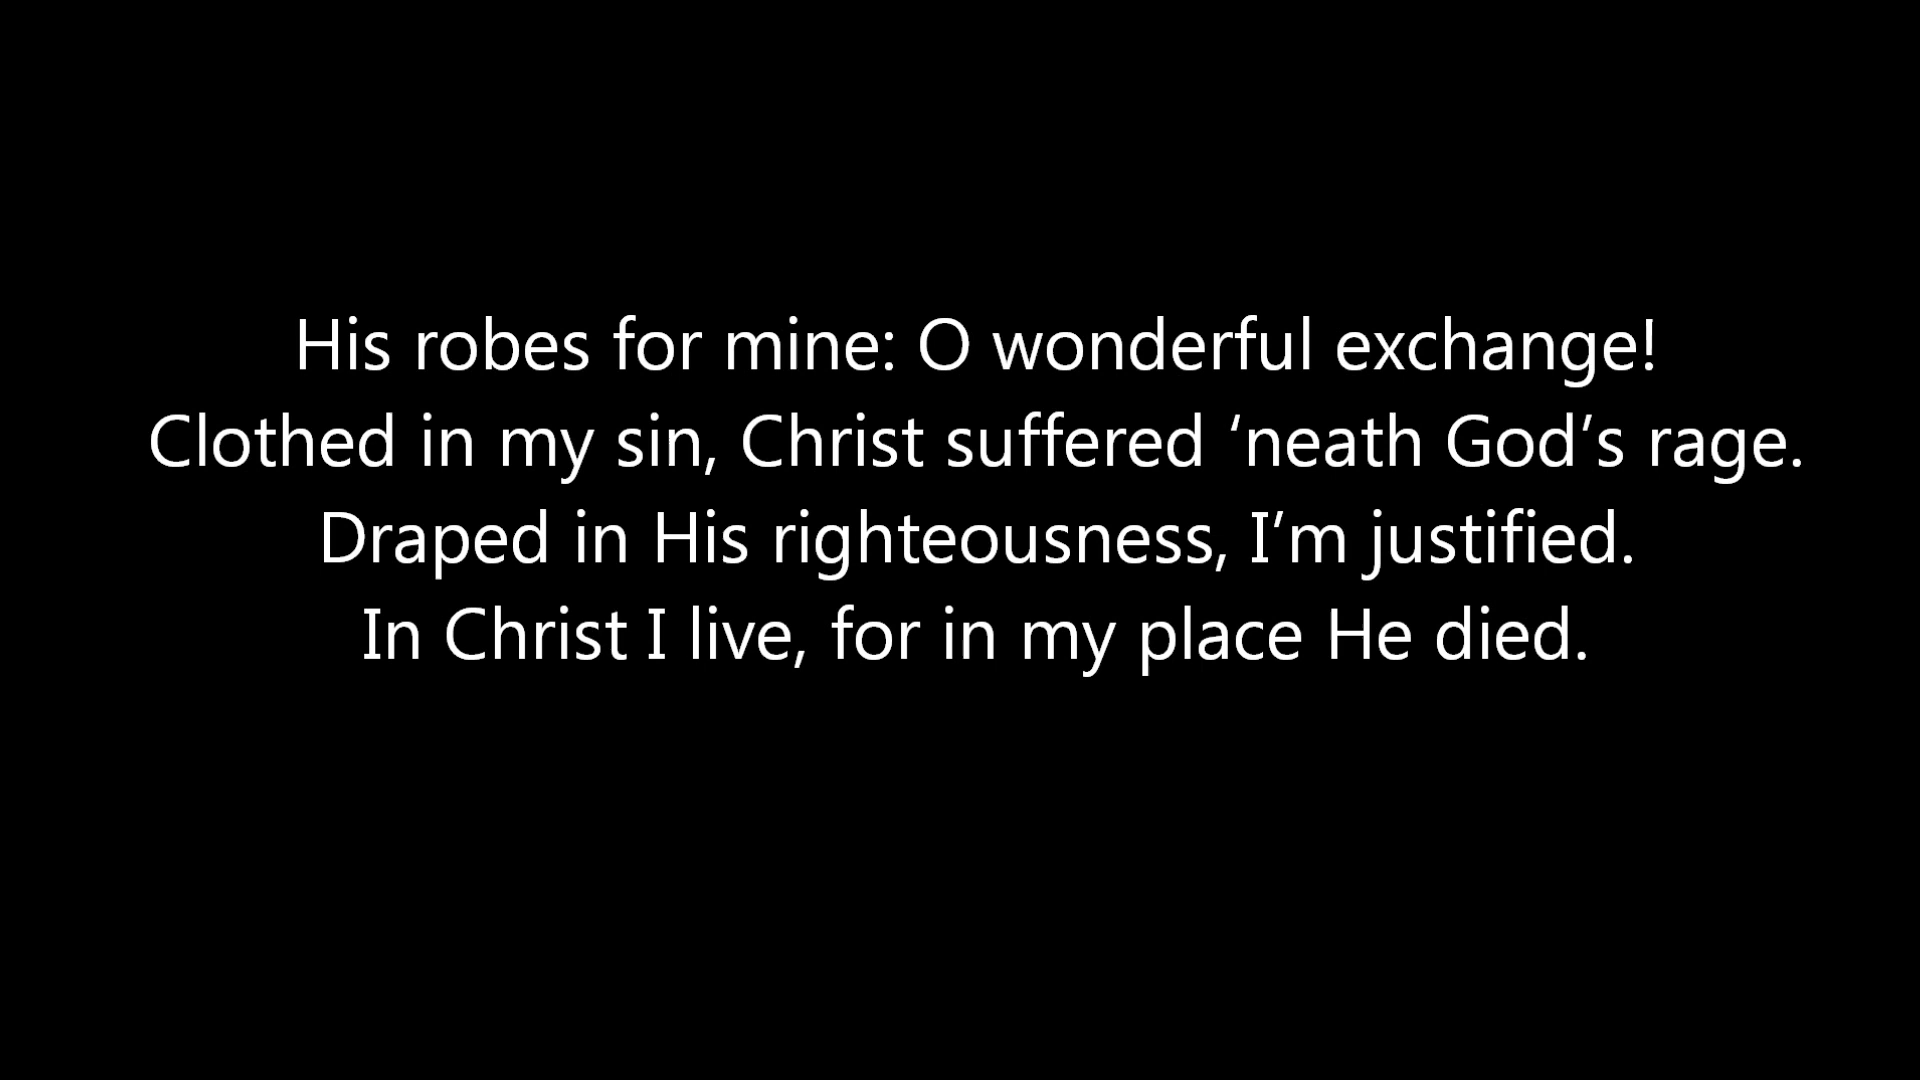 His robes for mine: O wonderful exchange!
Clothed in my sin, Christ suffered ‘neath God’s rage.
Draped in His righteousness, I’m justified.
In Christ I live, for in my place He died.